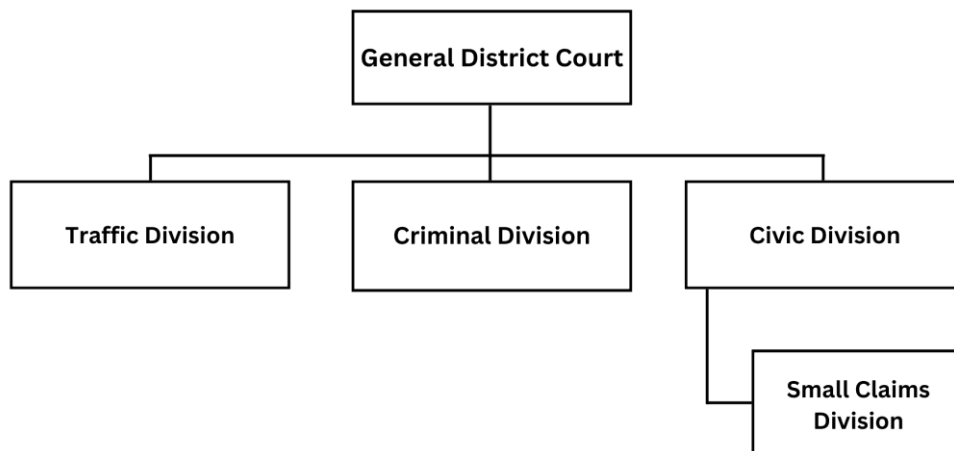 General District Court
Traffic Division
Criminal Division
Civic Division
Small Claims
Division